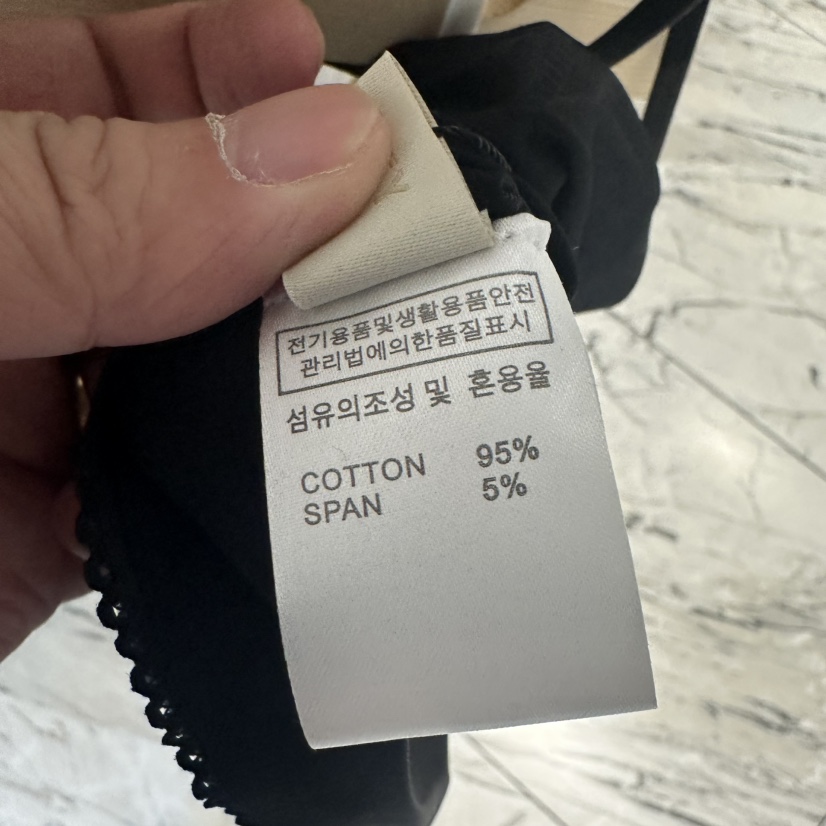 전기용품및생활용품안전
관리법에의한품질표시
섬유의조성 및 혼용율
COTTON 95%
SPAN 5%